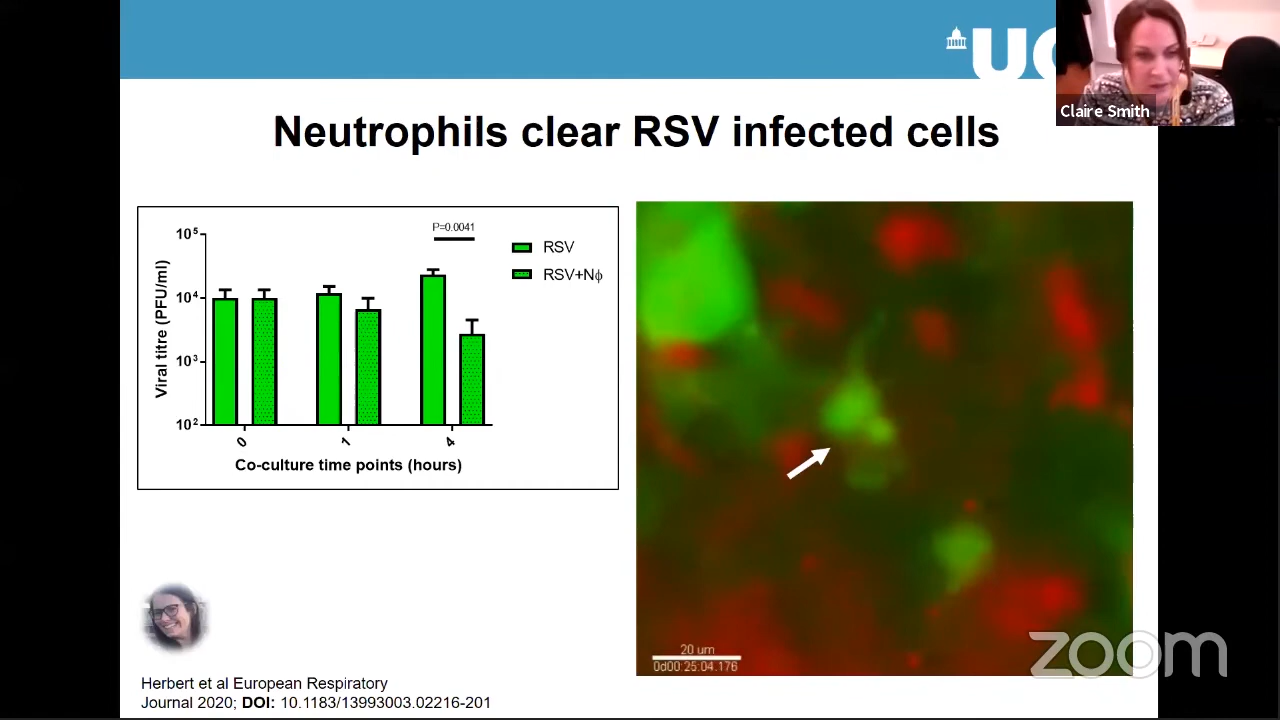 UC
Claire Smith
Neutrophils clear RSV infected cells
P=0.0041
10⁵
10⁴
10³
10²
Viral titre (PFU/ml)
RSV
RSV+Nϕ
0 1 4
Co-culture time points (hours)
20 um
0d00:25:04.176
zoom
Herbert et al European Respiratory
Journal 2020; DOI: 10.1183/13993003.02216-201